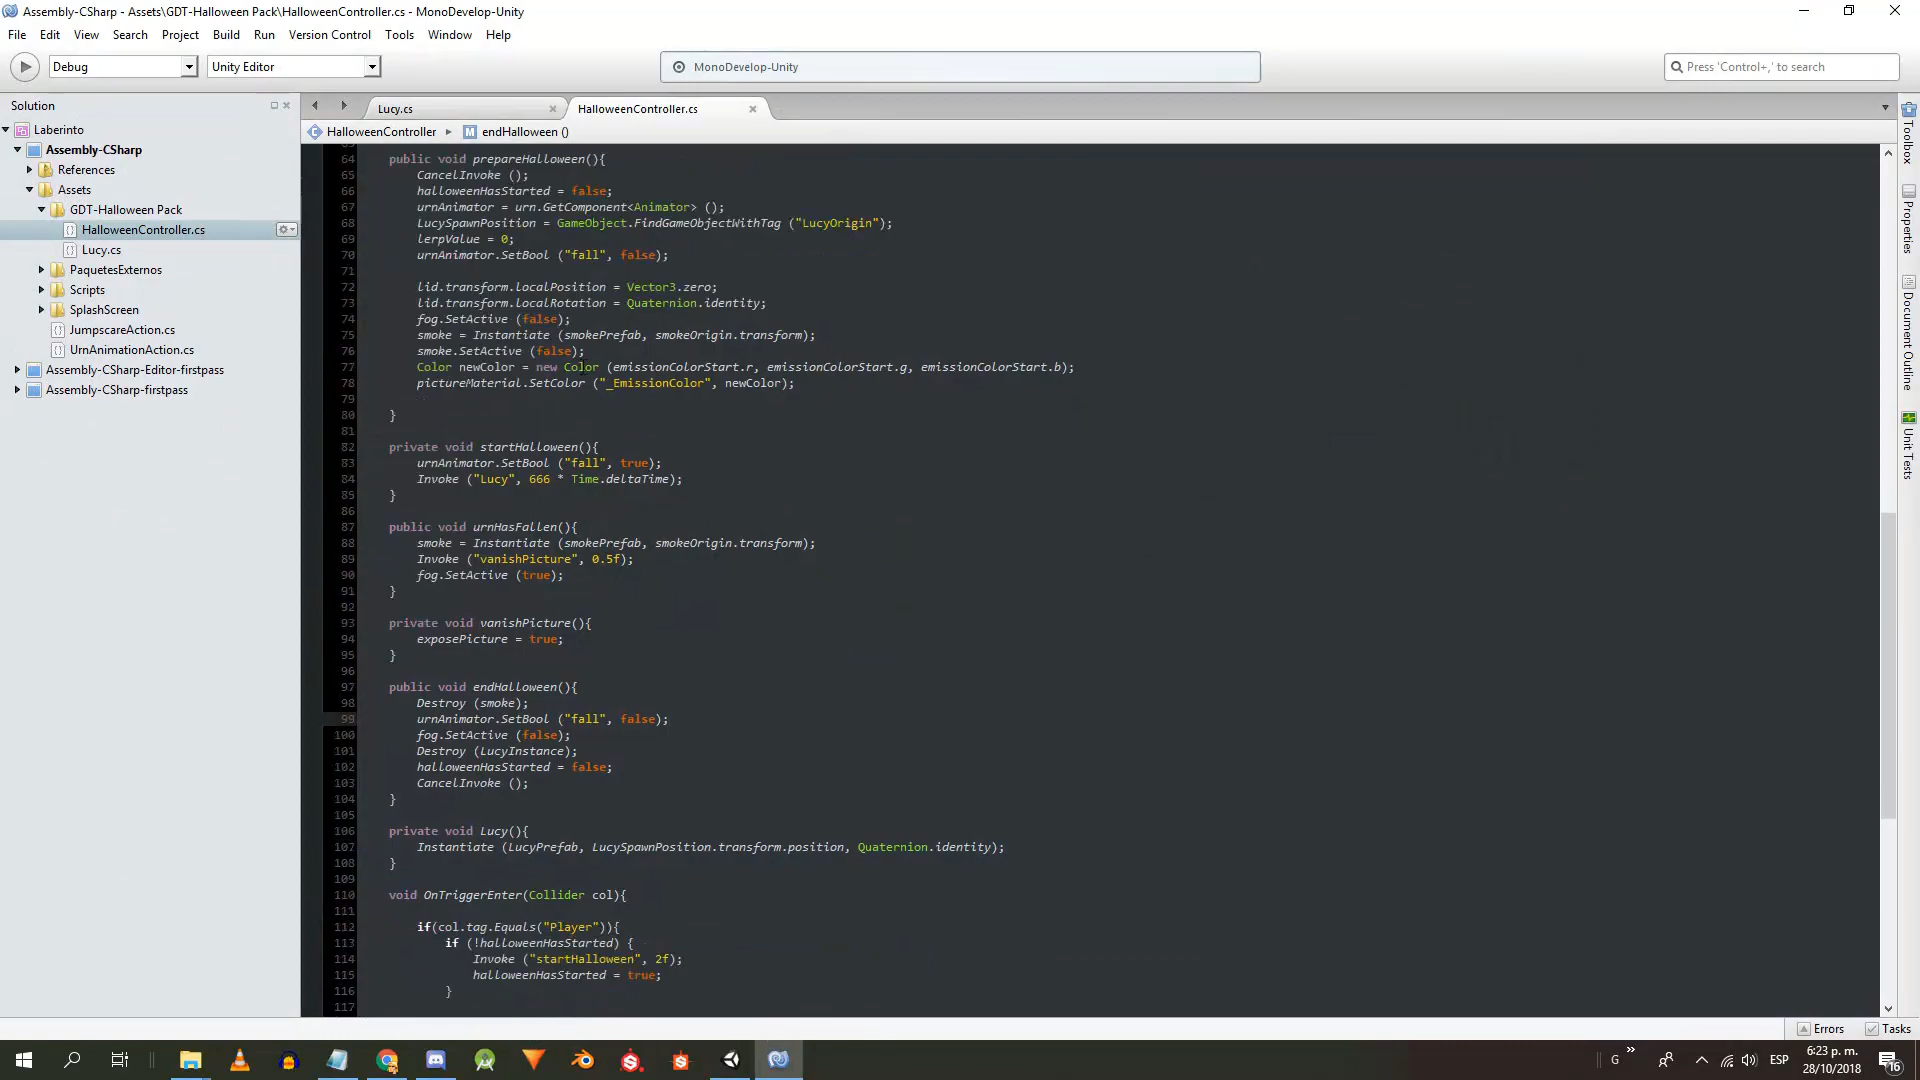 Assembly-CSharp - Assets\GDT-Halloween Pack\HalloweenController.cs - MonoDevelop-Unity
File Edit View Search Project Build Run Version Control Tools Window Help
Debug Unity Editor MonoDevelop-Unity Press 'Control+,' to search
Solution
Laberinto
Assembly-CSharp
References
Assets
GDT-Halloween Pack
HalloweenController.cs
Lucy.cs
PaquetesExternos
Scripts
SplashScreen
JumpscareAction.cs
UrnAnimationAction.cs
Assembly-CSharp-Editor-firstpass
Assembly-CSharp-firstpass
Lucy.cs HalloweenController.cs
HalloweenController endHalloween ()
64 public void prepareHalloween(){
65 CancelInvoke ();
66 halloweenHasStarted = false;
67 urnAnimator = urn.GetComponent<Animator> ();
68 LucySpawnPosition = GameObject.FindGameObjectWithTag ("LucyOrigin");
69 lerpValue = 0;
70 urnAnimator.SetBool ("fall", false);
71
72 lid.transform.localPosition = Vector3.zero;
73 lid.transform.localRotation = Quaternion.identity;
74 fog.SetActive (false);
75 smoke = Instantiate (smokePrefab, smokeOrigin.transform);
76 smoke.SetActive (false);
77 Color newColor = new Color (emissionColorStart.r, emissionColorStart.g, emissionColorStart.b);
78 pictureMaterial.SetColor ("_EmissionColor", newColor);
79
80 }
81
82 private void startHalloween(){
83 urnAnimator.SetBool ("fall", true);
84 Invoke ("Lucy", 666 * Time.deltaTime);
85 }
86
87 public void urnHasFallen(){
88 smoke = Instantiate (smokePrefab, smokeOrigin.transform);
89 Invoke ("vanishPicture", 0.5f);
90 fog.SetActive (true);
91 }
92
93 private void vanishPicture(){
94 exposePicture = true;
95 }
96
97 public void endHalloween(){
98 Destroy (smoke);
99 urnAnimator.SetBool ("fall", false);
100 fog.SetActive (false);
101 Destroy (LucyInstance);
102 halloweenHasStarted = false;
103 CancelInvoke ();
104 }
105
106 private void Lucy(){
107 Instantiate (LucyPrefab, LucySpawnPosition.transform.position, Quaternion.identity);
108 }
109
110 void OnTriggerEnter(Collider col){
111
112 if(col.tag.Equals("Player")){
113 if (!halloweenHasStarted) {
114 Invoke ("startHalloween", 2f);
115 halloweenHasStarted = true;
116 }
117
Toolbox
Properties
Document Outline
Unit Tests
Errors Tasks
G » ESP
6:23 p. m.
28/10/2018
16